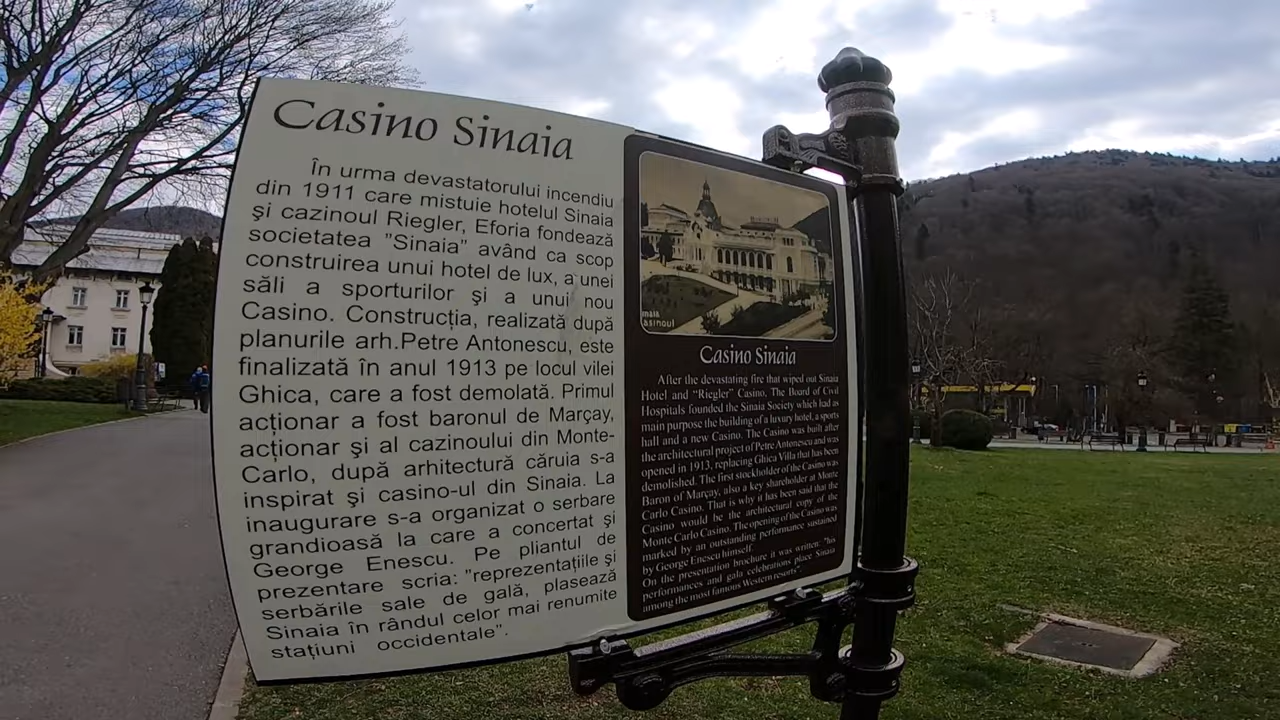 Casino Sinaia
În urma devastatorului incendiu
din 1911 care mistuie hotelul Sinaia
şi cazinoul Riegler, Eforia fondează
societatea "Sinaia" având ca scop
construirea unui hotel de lux, a unei
săli a sporturilor şi a unui nou
Casino. Construcţia, realizată după
planurile arh.Petre Antonescu, este
finalizată în anul 1913 pe locul vilei
Ghica, care a fost demolată. Primul
acţionar a fost baronul de Marçay,
acţionar şi al cazinoului din Monte-
Carlo, după arhitectură căruia s-a
inspirat şi casino-ul din Sinaia. La
inaugurare s-a organizat o serbare
grandioasă la care a concertat şi
George Enescu. Pe pliantul de
prezentare scria: "reprezentaţiile şi
serbările sale de gală, plasează
Sinaia în rândul celor mai renumite
staţiuni occidentale".
maia
asinoul
Casino Sinaia
After the devastating fire that wiped out Sinaia
Hotel and "Riegler" Casino, The Board of Civil
Hospitals founded the Sinaia Society which had as
main purpose the building of a luxury hotel, a sports
hall and a new Casino. The Casino was built after
the architectural project of Petre Antonescu and was
opened in 1913, replacing Ghica Villa that has been
demolished. The first stockholder of the Casino was
Baron of Marçay, also a key shareholder at Monte
Carlo Casino. That is why it has been said that the
Casino would be the architectural copy of the
Monte Carlo Casino. The opening of the Casino was
marked by an outstanding performance sustained
by George Enescu himself.
On the presentation brochure it was written: "his
performances and gala celebrations place Sinaia
among the most famous Western resorts".